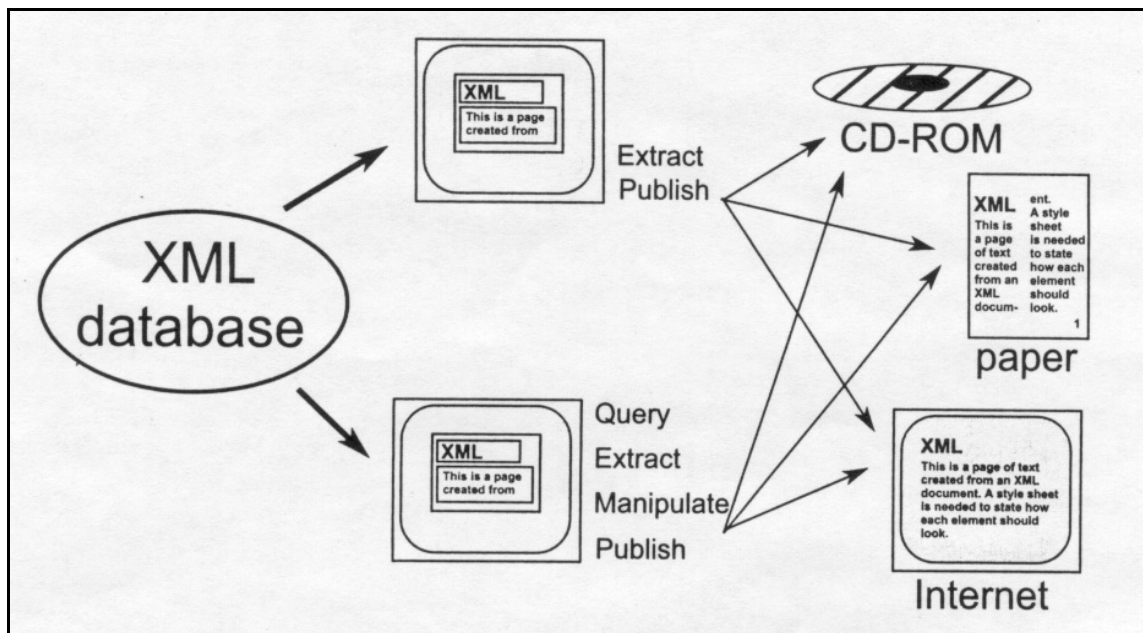 XML
database
XML
This is a page
created from
Extract
Publish
XML
This is a page
created from
Query
Extract
Manipulate
Publish
CD-ROM
XML
This is
a page
of text
created
from an
XML
docum-
ent.
A style
sheet
is needed
to state
how each
element
should
look.
1
paper
XML
This is a page of text
created from an XML
document. A style sheet
is needed to state how
each element should
look.
Internet